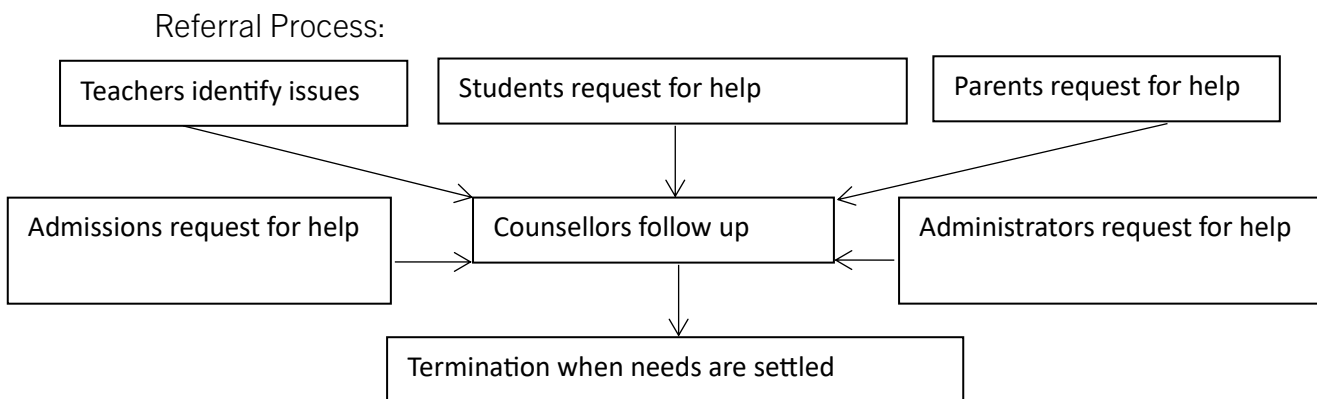 Referral Process:
Teachers identify issues
Students request for help
Parents request for help
Admissions request for help
Counsellors follow up
Administrators request for help
Termination when needs are settled